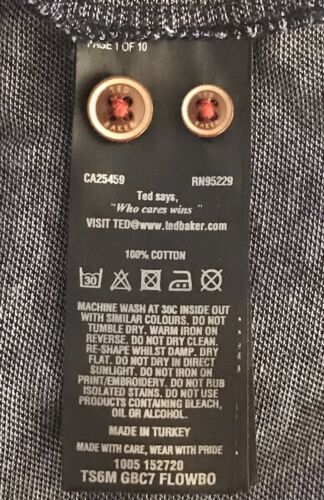 PAGE 1 OF 10
TED
BAKER
TED
BAKER
CA25459 RN95229
Ted says,
"Who cares wins"
VISIT TED@www.tedbaker.com
100% COTTON
30
MACHINE WASH AT 30C INSIDE OUT
WITH SIMILAR COLOURS. DO NOT
TUMBLE DRY. WARM IRON ON
REVERSE. DO NOT DRY CLEAN.
RE-SHAPE WHILST DAMP. DRY
FLAT. DO NOT DRY IN DIRECT
SUNLIGHT. DO NOT IRON ON
PRINT/EMBROIDERY. DO NOT RUB
ISOLATED STAINS. DO NOT USE
PRODUCTS CONTAINING BLEACH,
OIL OR ALCOHOL.
MADE IN TURKEY
MADE WITH CARE, WEAR WITH PRIDE
1005 152720
TS6M GBC7 FLOWBO